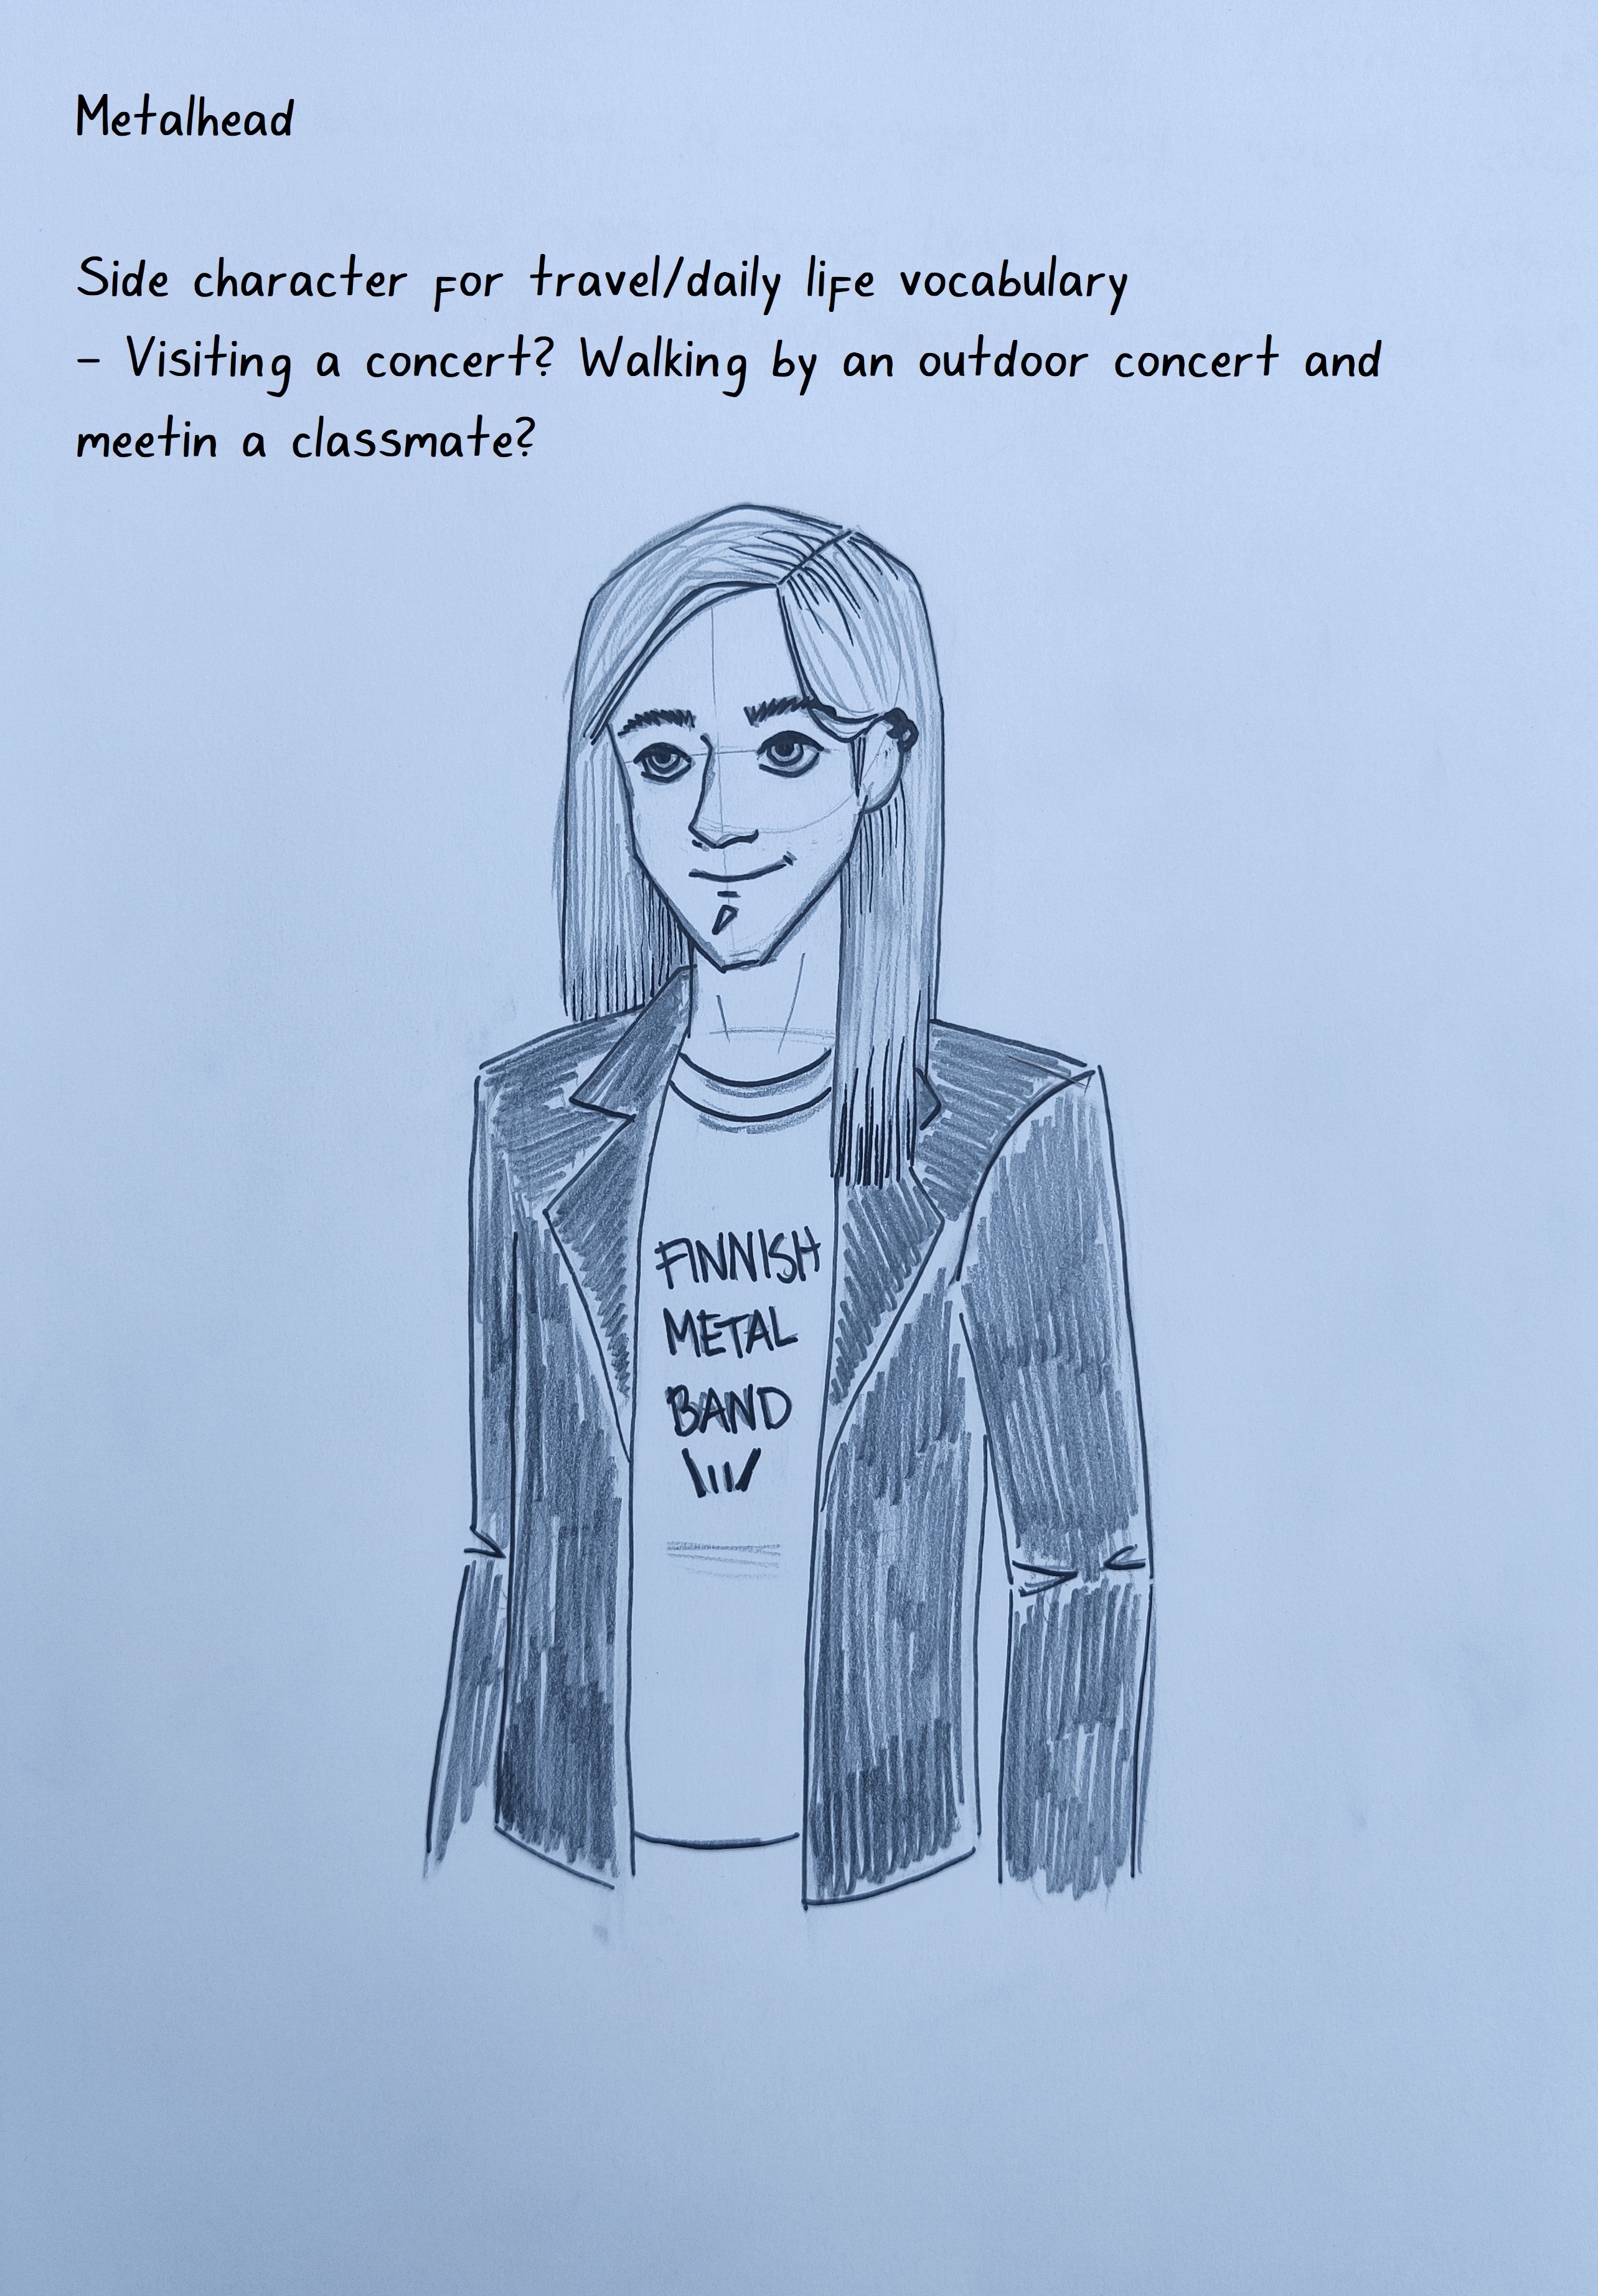 Metalhead
Side character for travel/daily life vocabulary
- Visiting a concert? Walking by an outdoor concert and
meetin a classmate?
FINNISH
METAL
BAND